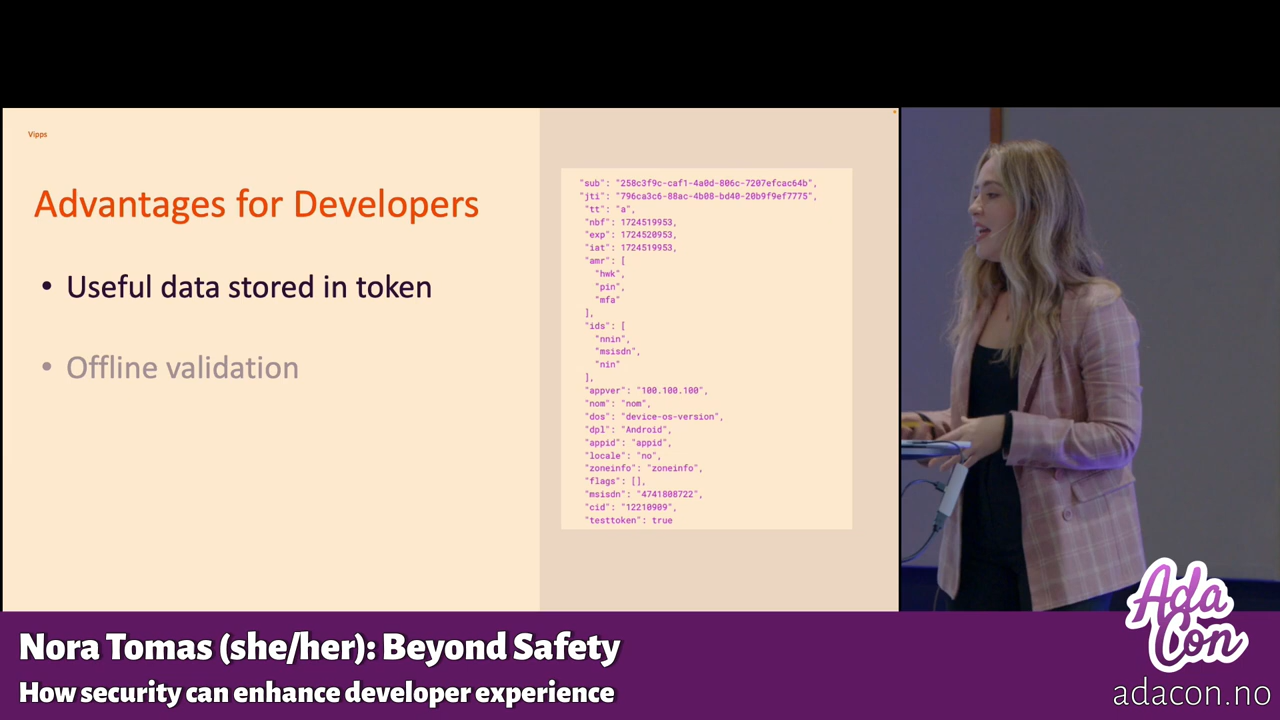 Vipps
Advantages for Developers
• Useful data stored in token
• Offline validation
"sub": "258c3f9c-caf1-4a0d-806c-7207efcac64b",
"jti": "796ca3c6-88ac-4b08-bd40-20b9f9ef7775",
"tt": "a",
"nbf": 1724519953,
"exp": 1724520953,
"iat": 1724519953,
"amr": [
"hwk",
"pin",
"mfa"
],
"ids": [
"nnin",
"msisdn",
"nin"
],
"appver": "100.100.100",
"nom": "nom",
"dos": "device-os-version",
"dpl": "Android",
"appid": "appid",
"locale": "no",
"zoneinfo": "zoneinfo",
"flags": [],
"msisdn": "4741808722",
"cid": "12210909",
"testtoken": true
Nora Tomas (she/her): Beyond Safety
How security can enhance developer experience
Ada
Con
adacon.no